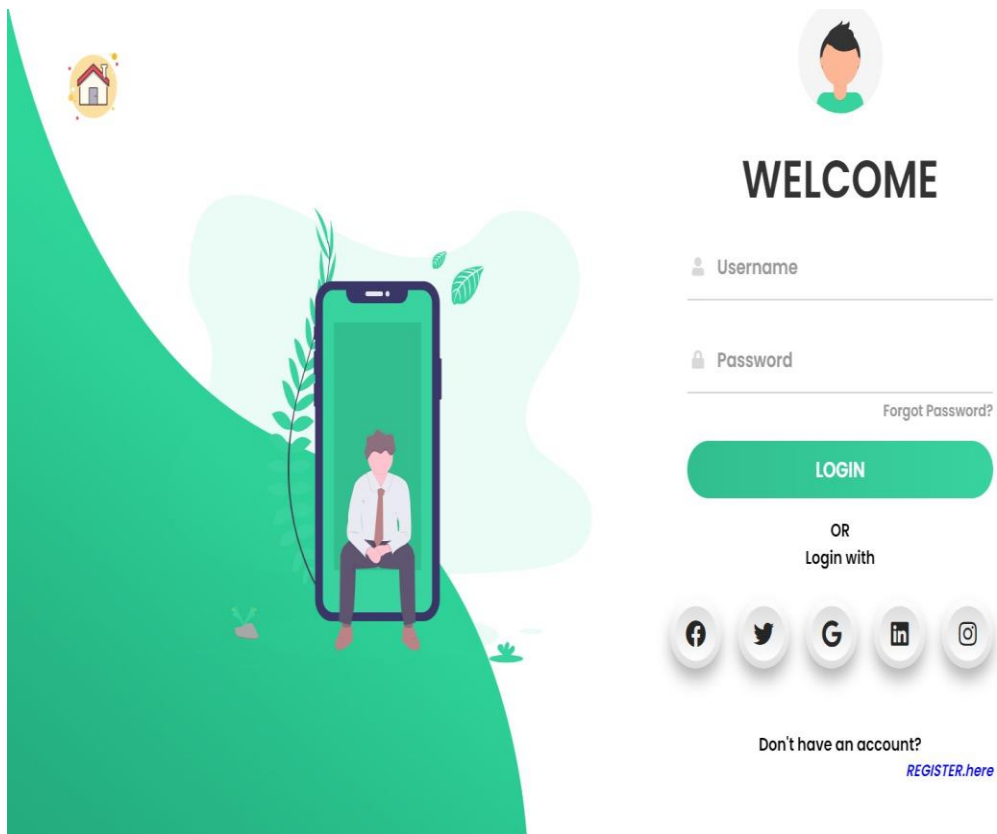 WELCOME
Username
Password
Forgot Password?
LOGIN
OR
Login with
Don't have an account?
REGISTER.here